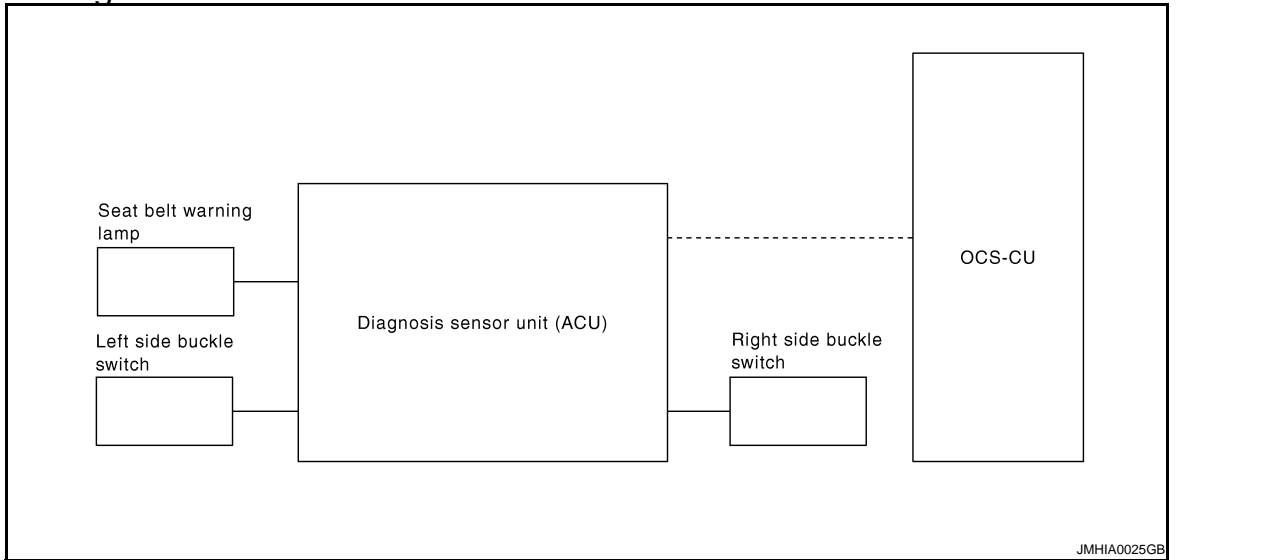 Seat belt warning
lamp
Left side buckle
switch
Diagnosis sensor unit (ACU)
Right side buckle
switch
OCS-CU
JMHIA0025GB